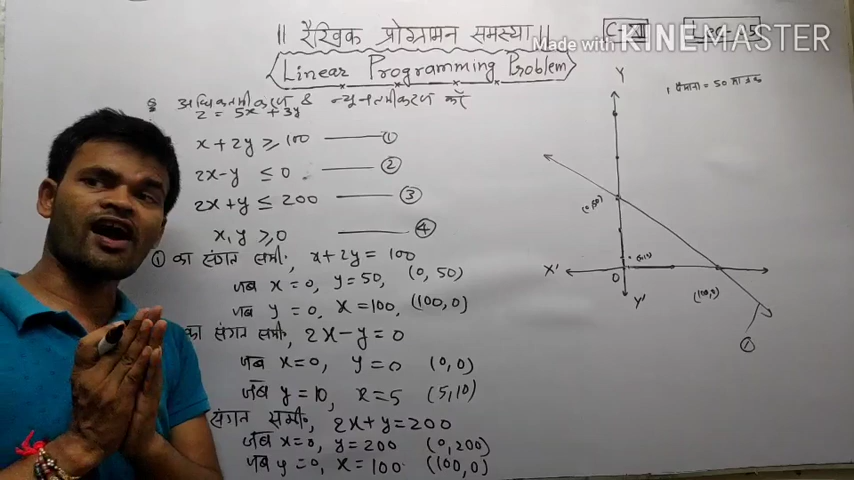 || रैखिक प्रोग्रामन समस्या ||
Linear Programming Problem
Made with KINEMASTER
Y
1 पैमाना = 50 मात्रक
अधिकतमीकरण & न्यूनतमीकरण करें
Z = 5x + 3y
x + 2y ≥ 100 ①
2x - y ≤ 0 ②
2x + y ≤ 200 ③
x, y ≥ 0 ④
① का संगत समी॰, x + 2y = 100
जब x = 0, y = 50, (0, 50)
जब y = 0, x = 100, (100, 0)
का संगत समी॰, 2x - y = 0
जब x = 0, y = 0 (0, 0)
जब y = 10, x = 5 (5, 10)
संगत समी॰, 2x + y = 200
जब x = 0, y = 200 (0, 200)
जब y = 0, x = 100 (100, 0)
(0, 50)
X'
O
Y'
(100, 0)
①